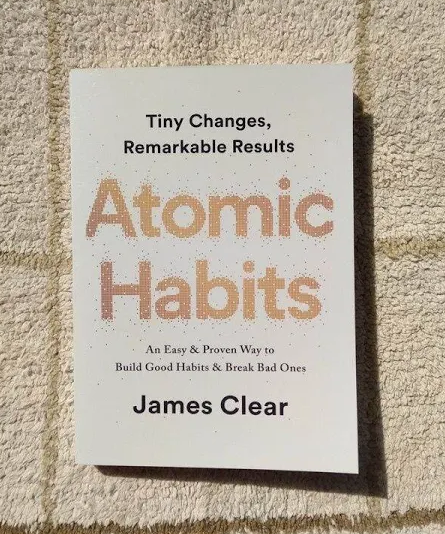 Tiny Changes,
Remarkable Results
Atomic
Habits
An Easy & Proven Way to
Build Good Habits & Break Bad Ones
James Clear